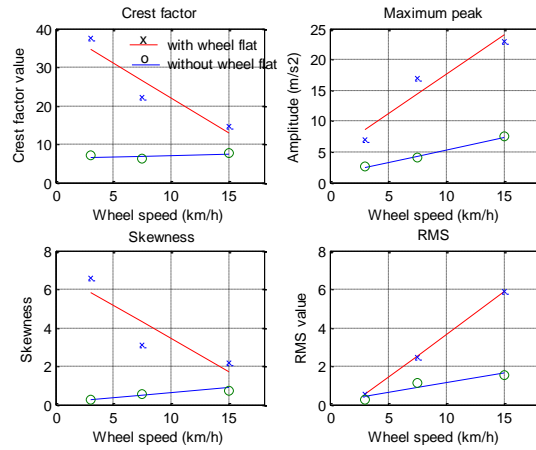 Crest factor
40
30
20
10
0
Crest factor value
x with wheel flat
o without wheel flat
0 5 10 15
Wheel speed (km/h)
Maximum peak
25
20
15
10
5
0
Amplitude (m/s2)
0 5 10 15
Wheel speed (km/h)
Skewness
8
6
4
2
0
Skewness
0 5 10 15
Wheel speed (km/h)
RMS
8
6
4
2
0
RMS value
0 5 10 15
Wheel speed (km/h)